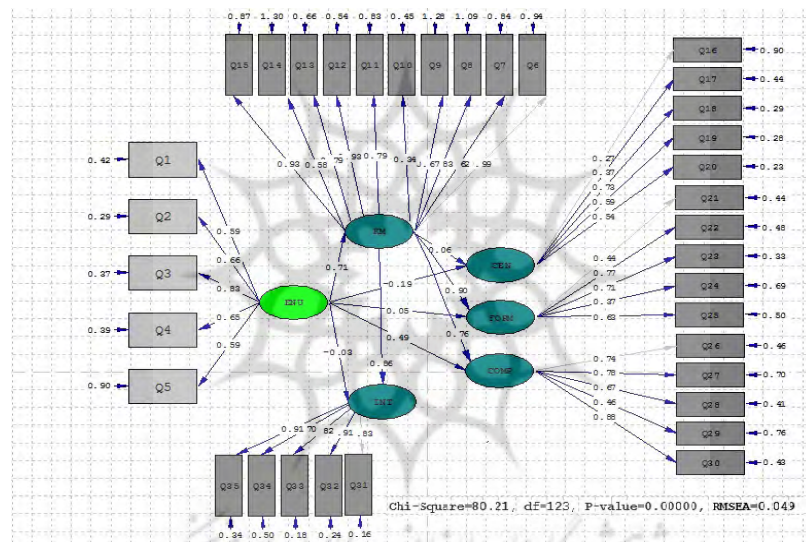 0.87 1.30 0.66 0.54 0.83 0.45 1.28 1.09 0.84 0.94
Q15 Q14 Q13 Q12 Q11 Q10 Q9 Q8 Q7 Q6
Q16 0.90
Q17 0.44
Q18 0.29
Q19 0.28
Q20 0.23
Q21 0.44
Q22 0.48
Q23 0.33
Q24 0.69
Q25 0.50
Q26 0.46
Q27 0.70
Q28 0.41
Q29 0.76
Q30 0.43
0.42 Q1
0.29 Q2
0.37 Q3
0.39 Q4
0.90 Q5
0.93 0.58 .79 .93 0.79 0.34 .67 83 62 .99
0.27
0.37
0.73
0.59
0.54
0.59
0.66
0.83
0.65
0.59
0.71
0.06
-0.19
0.90
0.05
0.76
0.49
-0.03
CEN
FORM
COMP
INT
0.44
0.77
0.71
0.37
0.63
0.74
0.78
0.67
0.46
0.88
0.91 70 82 .91 .83
Q35 Q34 Q33 Q32 Q31
0.34 0.50 0.18 0.24 0.16
Chi-Square=80.21, df=123, P-value=0.00000, RMSEA=0.049